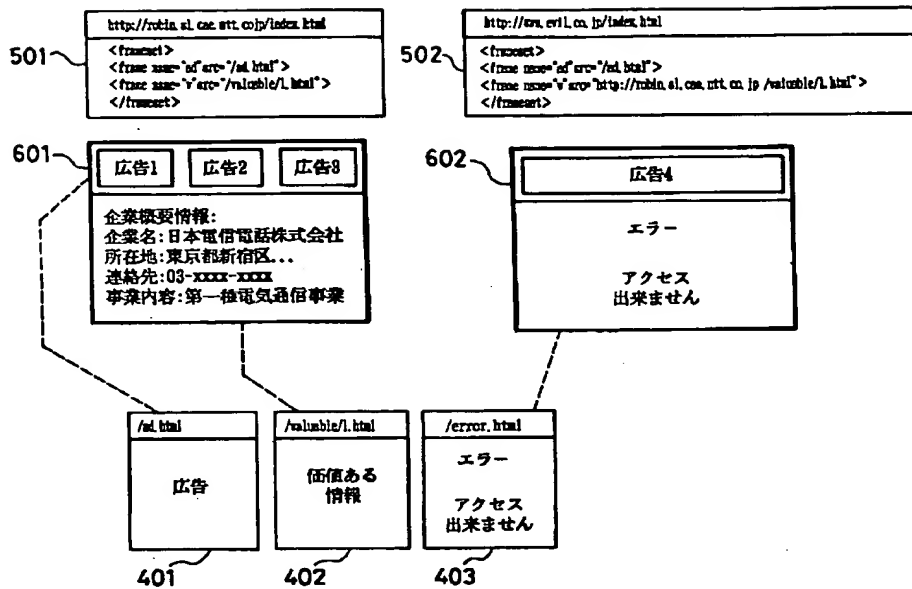 http://robin.sl.cae.ntt.cojp/index.html
501
<frameset>
<frame name="ad"src="/ad.html">
<frame name="v"src="/valuable/1.html">
</frameset>
http://www.evil.co.jp/index.html
502
<frameset>
<frame name="ad"src="/ad.html">
<frame name="v"src="http://robin.sl.cae.ntt.co.jp/valuable/1.html">
</frameset>
601
広告1 広告2 広告3
企業概要情報:
企業名:日本電信電話株式会社
所在地:東京都新宿区...
連絡先:03-xxxx-xxxx
事業内容:第一種電気通信事業
602
広告4
エラー
アクセス
出来ません
/ad.html
広告
401
/valuable/1.html
価値ある
情報
402
/error.html
エラー
アクセス
出来ません
403